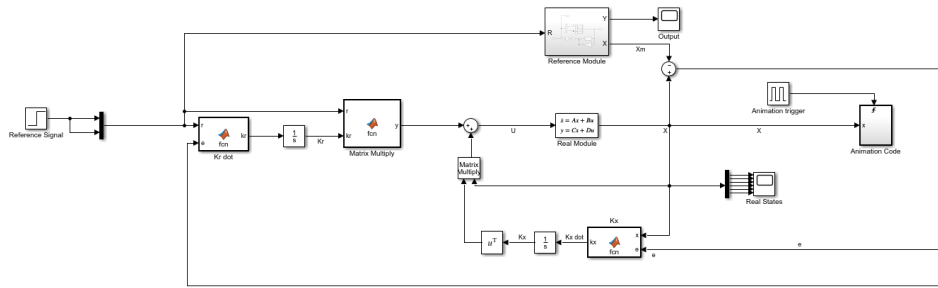 R
Y
X
Reference Module
Output
Xm
-
+
Reference Signal
r
e
fcn
kr
Kr dot
1
s
Kr
r
kr
fcn
y
Matrix Multiply
+
+
U
ẋ = Ax + Bu
y = Cx + Du
Real Module
X
X
Animation trigger
x
Animation Code
Matrix
Multiply
Real States
uᵀ
Kx
1
s
Kx dot
Kx
kx
fcn
x
e
e
e